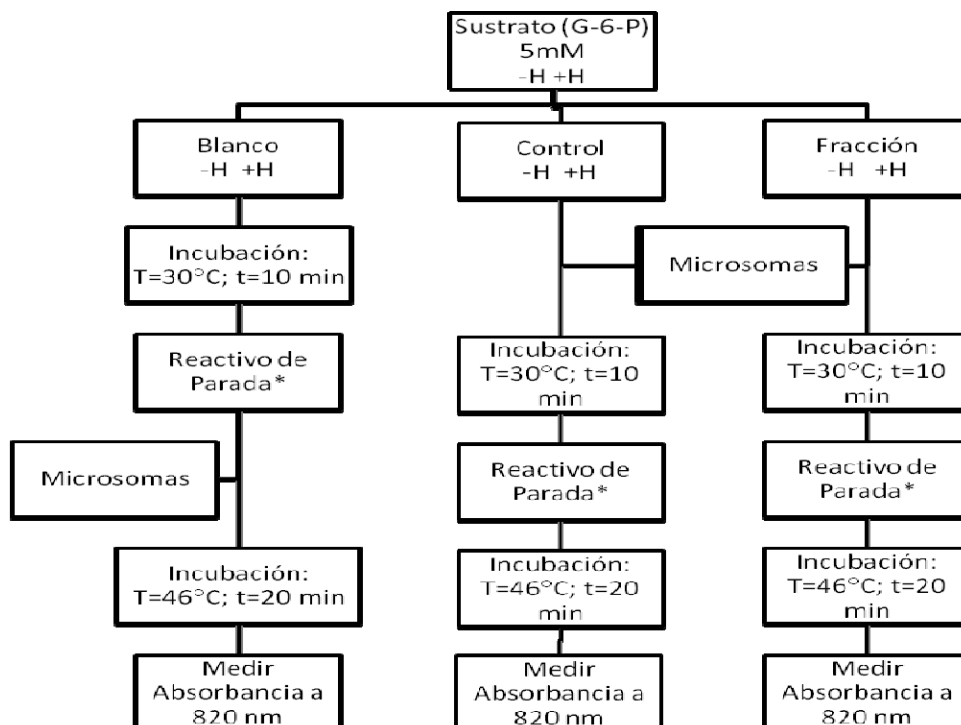 Sustrato (G-6-P)
5mM
-H +H
Blanco
-H +H
Control
-H +H
Fracción
-H +H
Incubación:
T=30°C; t=10 min
Microsomas
Reactivo de
Parada*
Incubación:
T=30°C; t=10
min
Incubación:
T=30°C; t=10
min
Microsomas
Reactivo de
Parada*
Reactivo de
Parada*
Incubación:
T=46°C; t=20 min
Incubación:
T=46°C; t=20
min
Incubación:
T=46°C; t=20
min
Medir
Absorbancia a
820 nm
Medir
Absorbancia a
820 nm
Medir
Absorbancia a
820 nm